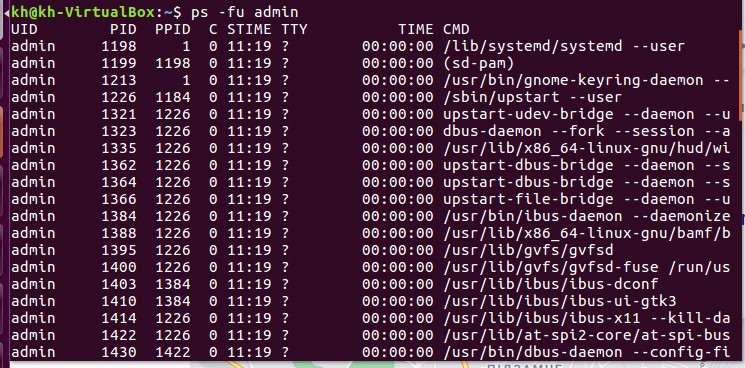 kh@kh-VirtualBox:~$ ps -fu admin
UID PID PPID C STIME TTY TIME CMD
admin 1198 1 0 11:19 ? 00:00:00 /lib/systemd/systemd --user
admin 1199 1198 0 11:19 ? 00:00:00 (sd-pam)
admin 1213 1 0 11:19 ? 00:00:00 /usr/bin/gnome-keyring-daemon --
admin 1226 1184 0 11:19 ? 00:00:00 /sbin/upstart --user
admin 1321 1226 0 11:19 ? 00:00:00 upstart-udev-bridge --daemon --u
admin 1323 1226 0 11:19 ? 00:00:00 dbus-daemon --fork --session --a
admin 1335 1226 0 11:19 ? 00:00:00 /usr/lib/x86_64-linux-gnu/hud/wi
admin 1362 1226 0 11:19 ? 00:00:00 upstart-dbus-bridge --daemon --s
admin 1364 1226 0 11:19 ? 00:00:00 upstart-dbus-bridge --daemon --s
admin 1366 1226 0 11:19 ? 00:00:00 upstart-file-bridge --daemon --u
admin 1384 1226 0 11:19 ? 00:00:00 /usr/bin/ibus-daemon --daemonize
admin 1388 1226 0 11:19 ? 00:00:00 /usr/lib/x86_64-linux-gnu/bamf/b
admin 1395 1226 0 11:19 ? 00:00:00 /usr/lib/gvfs/gvfsd
admin 1400 1226 0 11:19 ? 00:00:00 /usr/lib/gvfs/gvfsd-fuse /run/us
admin 1403 1384 0 11:19 ? 00:00:00 /usr/lib/ibus/ibus-dconf
admin 1410 1384 0 11:19 ? 00:00:00 /usr/lib/ibus/ibus-ui-gtk3
admin 1414 1226 0 11:19 ? 00:00:00 /usr/lib/ibus/ibus-x11 --kill-da
admin 1422 1226 0 11:19 ? 00:00:00 /usr/lib/at-spi2-core/at-spi-bus
admin 1430 1422 0 11:19 ? 00:00:00 /usr/bin/dbus-daemon --config-fi